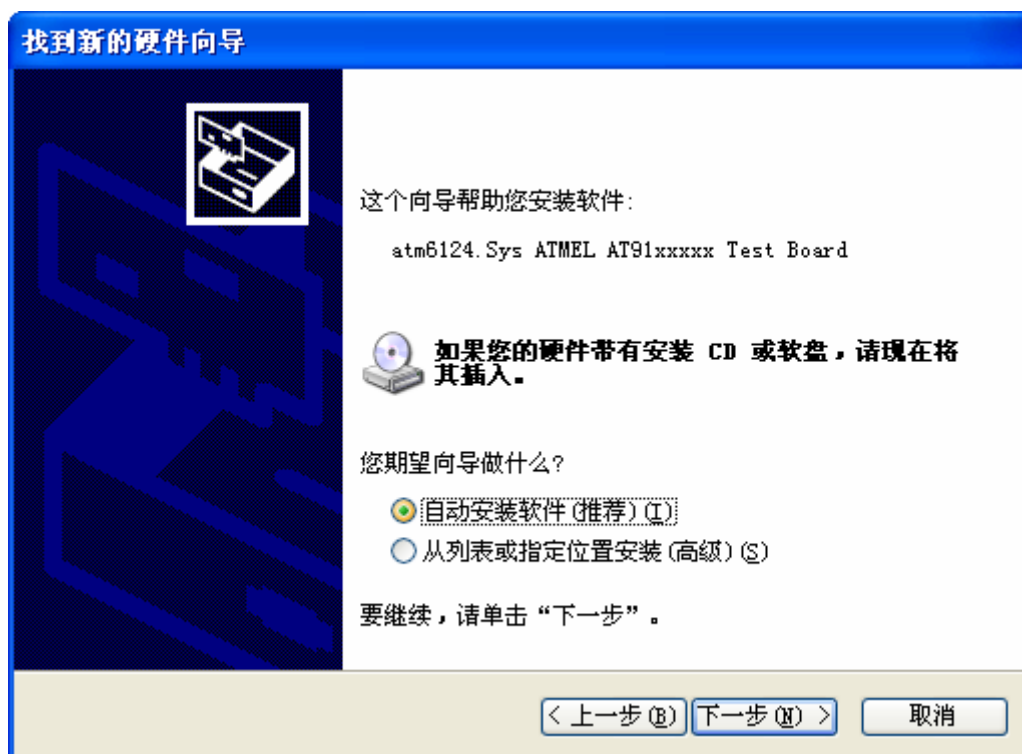 找到新的硬件向导
这个向导帮助您安装软件:
atm6124.Sys ATMEL AT91xxxxx Test Board
如果您的硬件带有安装 CD 或软盘，请现在将
其插入。
您期望向导做什么?
自动安装软件(推荐)(I)
从列表或指定位置安装(高级)(S)
要继续，请单击“下一步”。
< 上一步(B) 下一步(N) > 取消